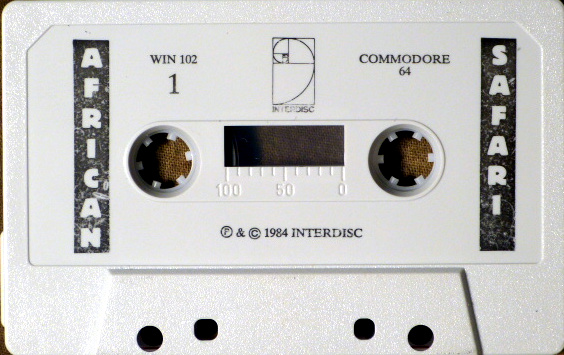 AFRICAN
WIN 102
1
INTERDISC
COMMODORE
64
SAFARI
100 50 0
℗ & © 1984 INTERDISC